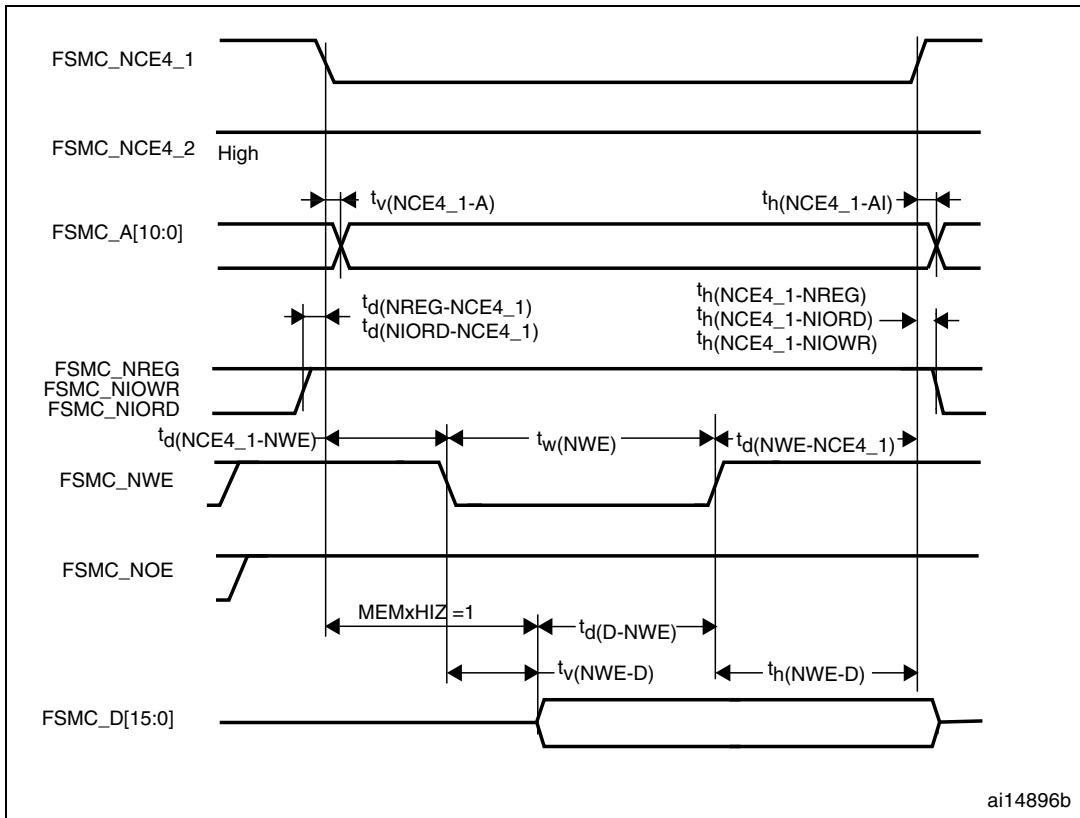 FSMC_NCE4_1
FSMC_NCE4_2 High
tv(NCE4_1-A) th(NCE4_1-AI)
FSMC_A[10:0]
td(NREG-NCE4_1) th(NCE4_1-NREG)
td(NIORD-NCE4_1) th(NCE4_1-NIORD)
th(NCE4_1-NIOWR)
FSMC_NREG
FSMC_NIOWR
FSMC_NIORD
td(NCE4_1-NWE) tw(NWE) td(NWE-NCE4_1)
FSMC_NWE
FSMC_NOE
MEMxHIZ =1 td(D-NWE)
tv(NWE-D) th(NWE-D)
FSMC_D[15:0]
ai14896b